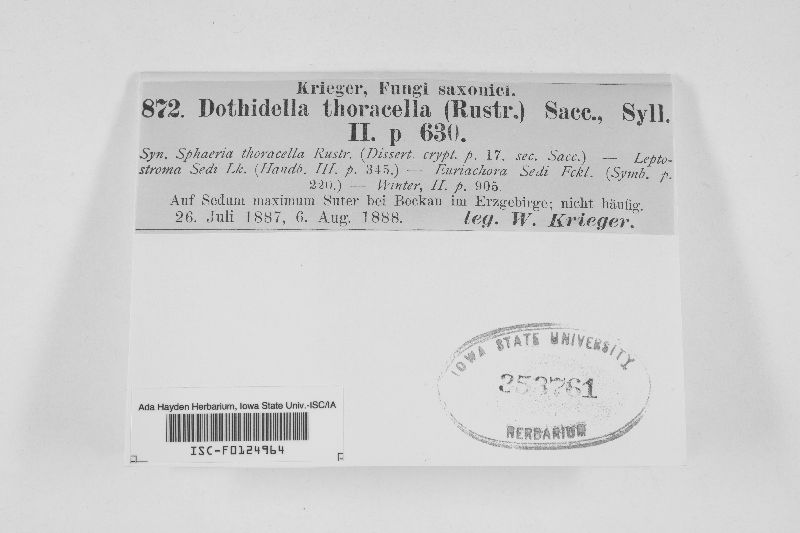 Krieger, Fungi saxonici.
872. Dothidella thoracella (Rustr.) Sacc., Syll.
II. p 630.
Syn. Sphaeria thoracella Rustr. (Dissert. crypt. p. 17. sec. Sacc.) — Lepto-
stroma Sedi Lk. (Handb. III. p. 345.) — Euriachora Sedi Fckl. (Symb. p.
220.) — Winter, II. p. 905.
Auf Sedum maximum Suter bei Bockau im Erzgebirge; nicht häufig.
26. Juli 1887, 6. Aug. 1888. leg. W. Krieger.
IOWA STATE UNIVERSITY
353761
HERBARIUM
Ada Hayden Herbarium, Iowa State Univ.-ISC/IA
ISC-F0124964